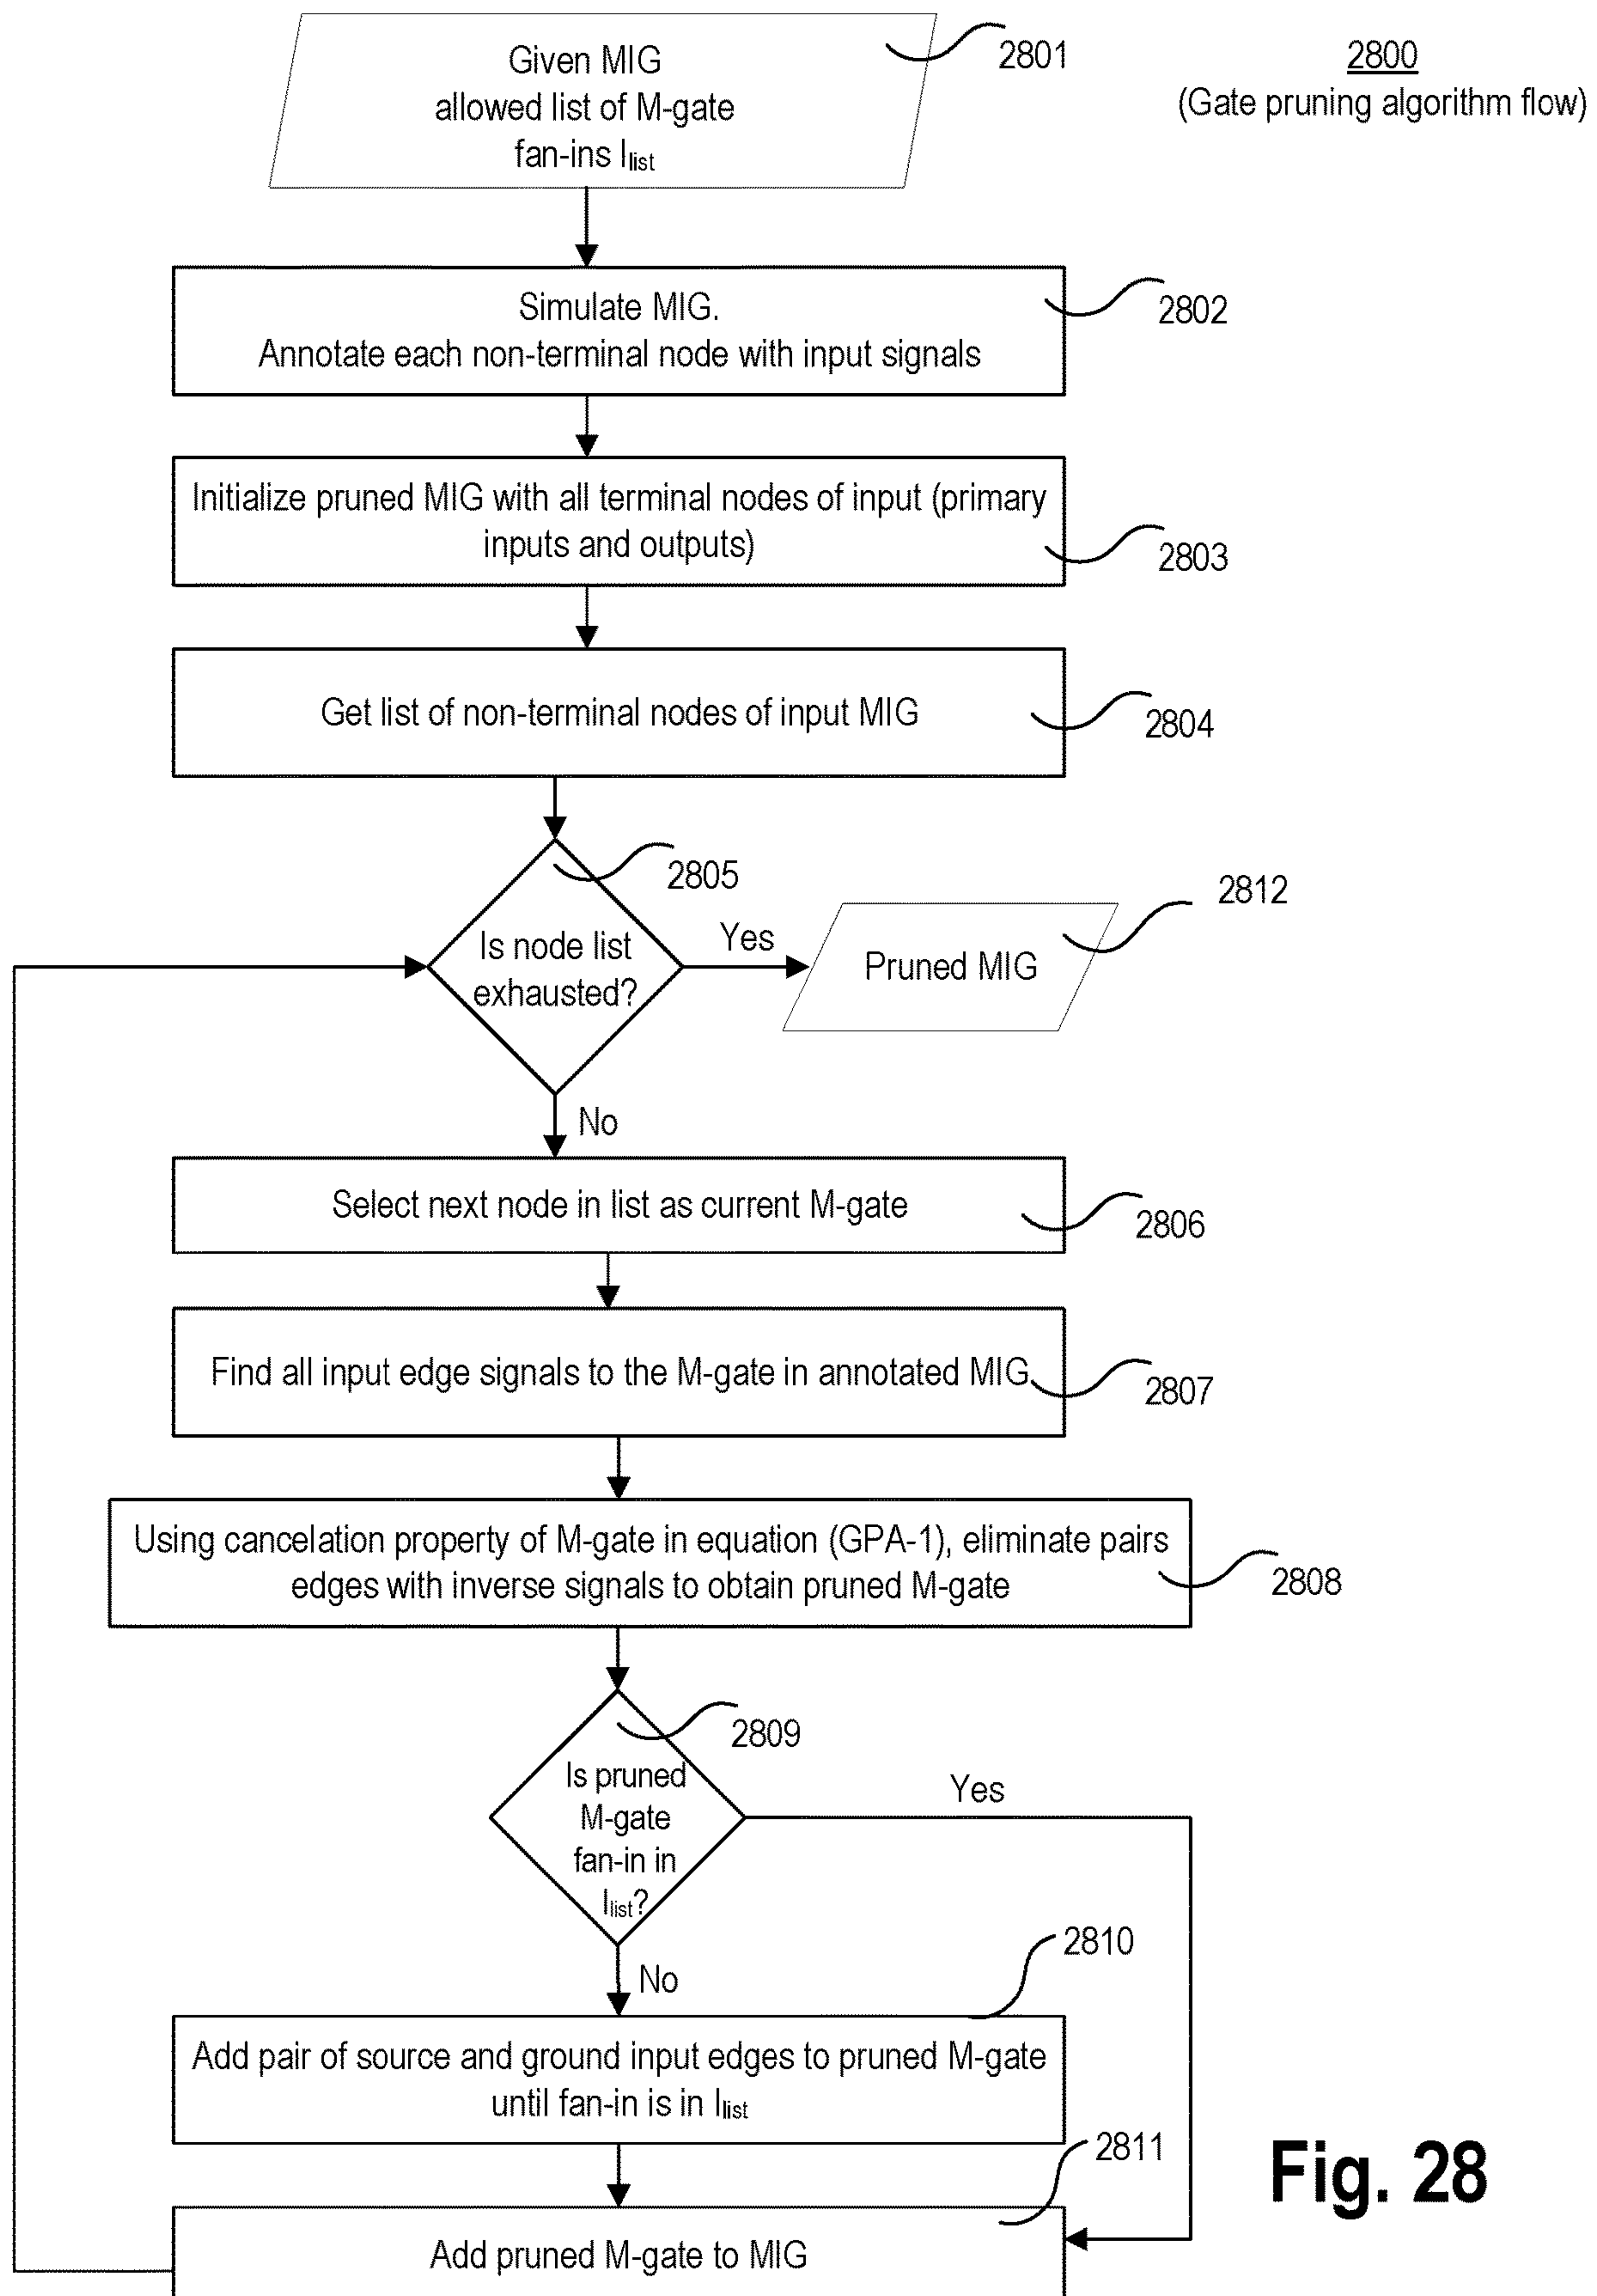 Given MIG
allowed list of M-gate
fan-ins Ilist
2801
2800
(Gate pruning algorithm flow)
Simulate MIG.
Annotate each non-terminal node with input signals
2802
Initialize pruned MIG with all terminal nodes of input (primary
inputs and outputs)
2803
Get list of non-terminal nodes of input MIG
2804
2805
Is node list
exhausted?
Yes
2812
Pruned MIG
No
Select next node in list as current M-gate
2806
Find all input edge signals to the M-gate in annotated MIG
2807
Using cancelation property of M-gate in equation (GPA-1), eliminate pairs
edges with inverse signals to obtain pruned M-gate
2808
2809
Is pruned
M-gate
fan-in in
Ilist?
Yes
No
2810
Add pair of source and ground input edges to pruned M-gate
until fan-in is in Ilist
2811
Add pruned M-gate to MIG
Fig. 28